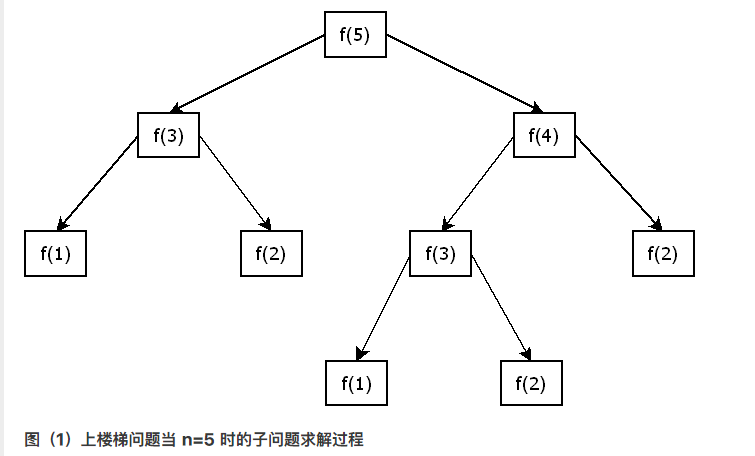 f(5)
f(3)
f(4)
f(1)
f(2)
f(3)
f(2)
f(1)
f(2)
图（1）上楼梯问题当 n=5 时的子问题求解过程